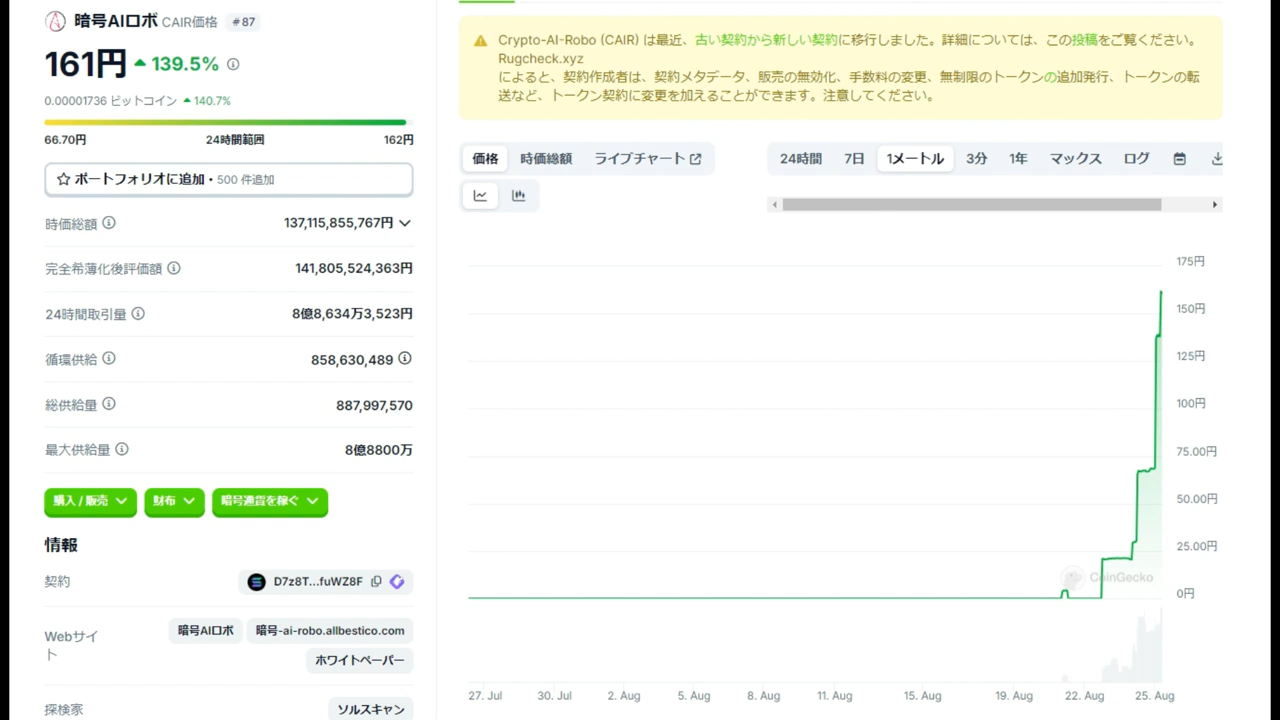 暗号AIロボ CAIR価格 #87
161円 139.5%
0.00001736 ビットコイン 140.7%
66.70円 24時間範囲 162円
ポートフォリオに追加・500 件追加
時価総額 137,115,855,767円
完全希薄化後評価額 141,805,524,363円
24時間取引量 8億8,634万3,523円
循環供給 858,630,489
総供給量 887,997,570
最大供給量 8億8800万
購入 / 販売 財布 暗号通貨を稼ぐ
情報
契約 D7z8T...fuWZ8F
Webサイ
ト
暗号AIロボ 暗号-ai-robo.allbestico.com
ホワイトペーパー
探検家 ソルスキャン
Crypto-AI-Robo (CAIR) は最近、古い契約から新しい契約に移行しました。詳細については、この投稿をご覧ください。
Rugcheck.xyz
によると、契約作成者は、契約メタデータ、販売の無効化、手数料の変更、無制限のトークンの追加発行、トークンの転
送など、トークン契約に変更を加えることができます。注意してください。
価格 時価総額 ライブチャート 24時間 7日 1メートル 3分 1年 マックス ログ
175円
150円
125円
100円
75.00円
50.00円
25.00円
0円
CoinGecko
27. Jul 30. Jul 2. Aug 5. Aug 8. Aug 11. Aug 15. Aug 19. Aug 22. Aug 25. Aug